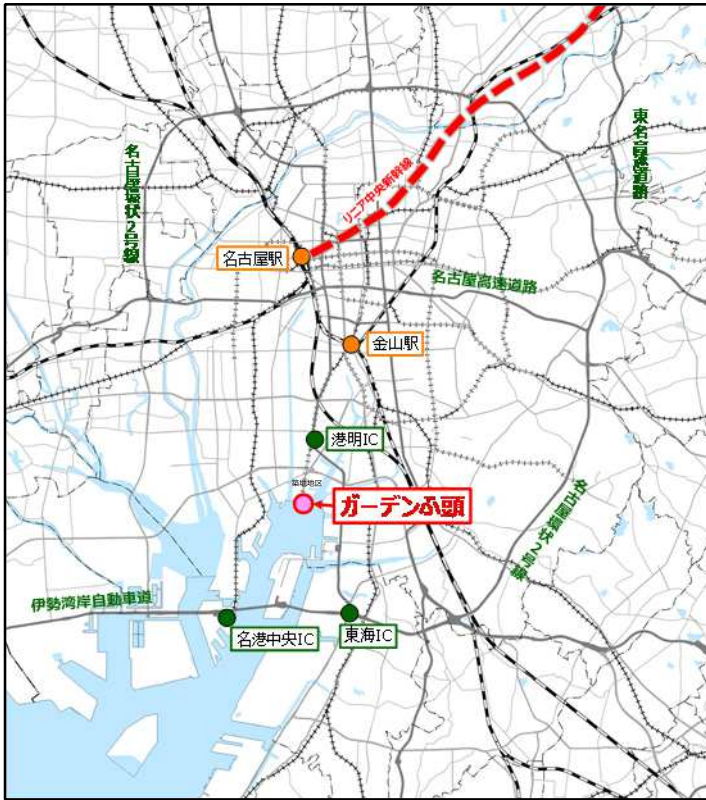 名古屋環状2号線
東名高速道路
リニア中央新幹線
名古屋駅
名古屋高速道路
金山駅
港明IC
築地地区
ガーデンふ頭
名古屋環状2号線
伊勢湾岸自動車道
名港中央IC
東海IC